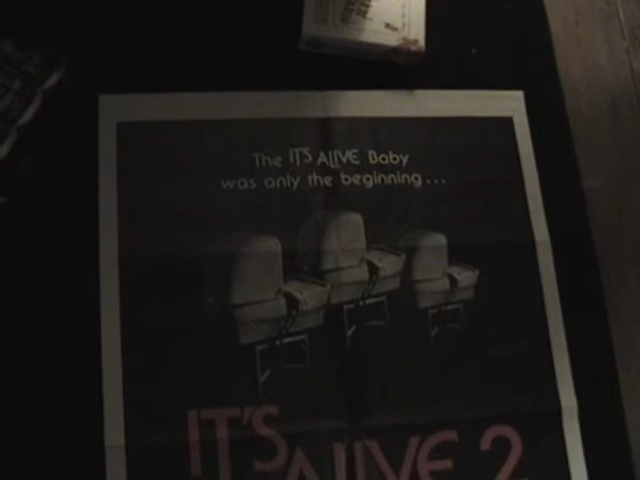 The IT'S ALIVE Baby
was only the beginning...
IT'S
ALIVE 2